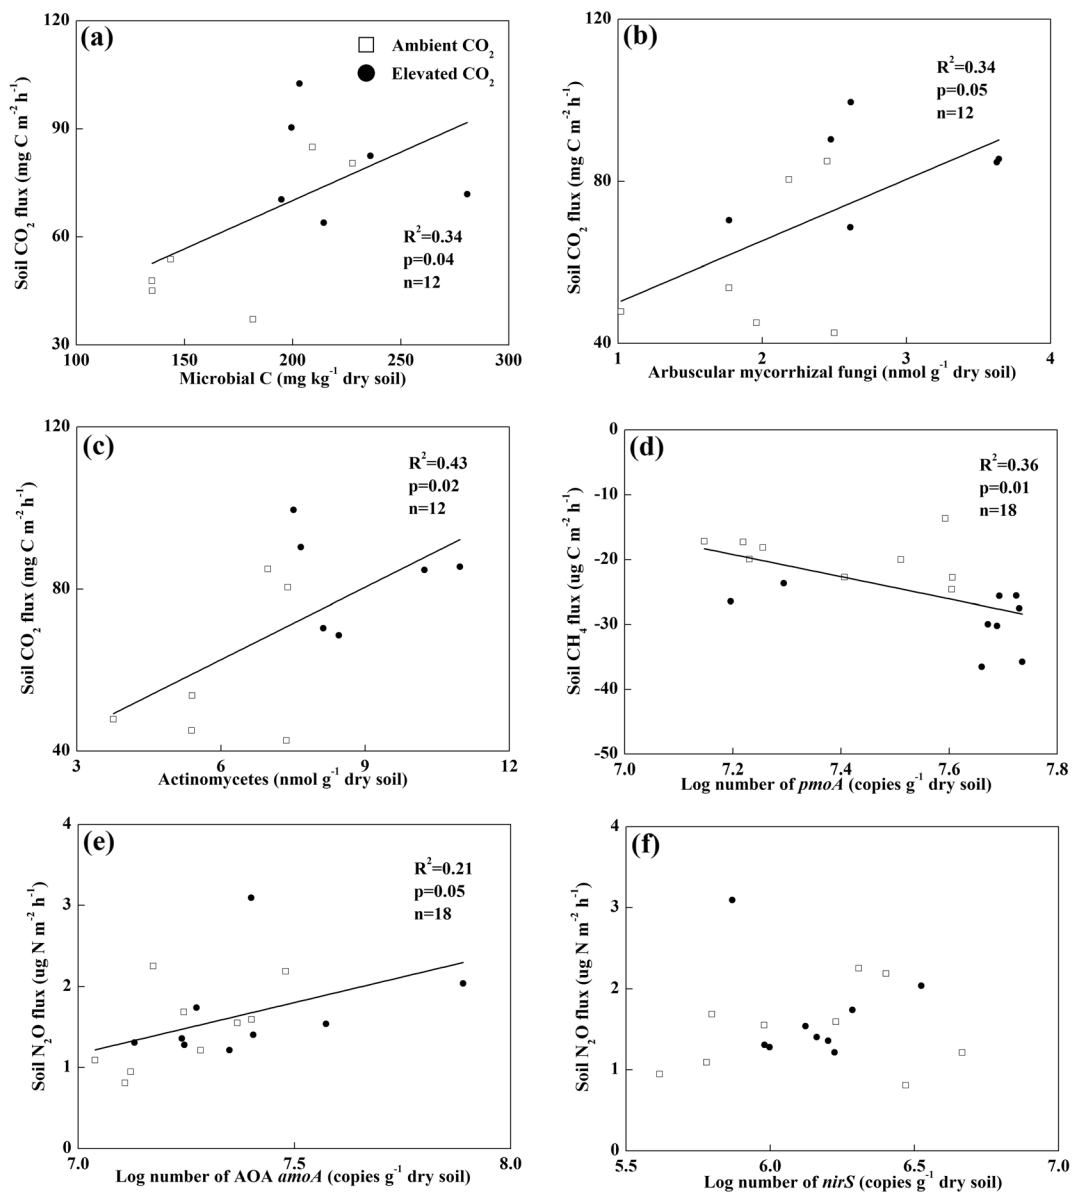 (a)
□ Ambient CO₂
● Elevated CO₂
120
90
60
30
Soil CO₂ flux (mg C m⁻² h⁻¹)
R²=0.34
p=0.04
n=12
100 150 200 250 300
Microbial C (mg kg⁻¹ dry soil)
(b)
120
80
40
Soil CO₂ flux (mg C m⁻² h⁻¹)
R²=0.34
p=0.05
n=12
1 2 3 4
Arbuscular mycorrhizal fungi (nmol g⁻¹ dry soil)
(c)
120
80
40
Soil CO₂ flux (mg C m⁻² h⁻¹)
R²=0.43
p=0.02
n=12
3 6 9 12
Actinomycetes (nmol g⁻¹ dry soil)
(d)
0
-10
-20
-30
-40
-50
Soil CH₄ flux (ug C m⁻² h⁻¹)
R²=0.36
p=0.01
n=18
7.0 7.2 7.4 7.6 7.8
Log number of pmoA (copies g⁻¹ dry soil)
(e)
4
3
2
1
0
Soil N₂O flux (ug N m⁻² h⁻¹)
R²=0.21
p=0.05
n=18
7.0 7.5 8.0
Log number of AOA amoA (copies g⁻¹ dry soil)
(f)
4
3
2
1
0
Soil N₂O flux (ug N m⁻² h⁻¹)
5.5 6.0 6.5 7.0
Log number of nirS (copies g⁻¹ dry soil)